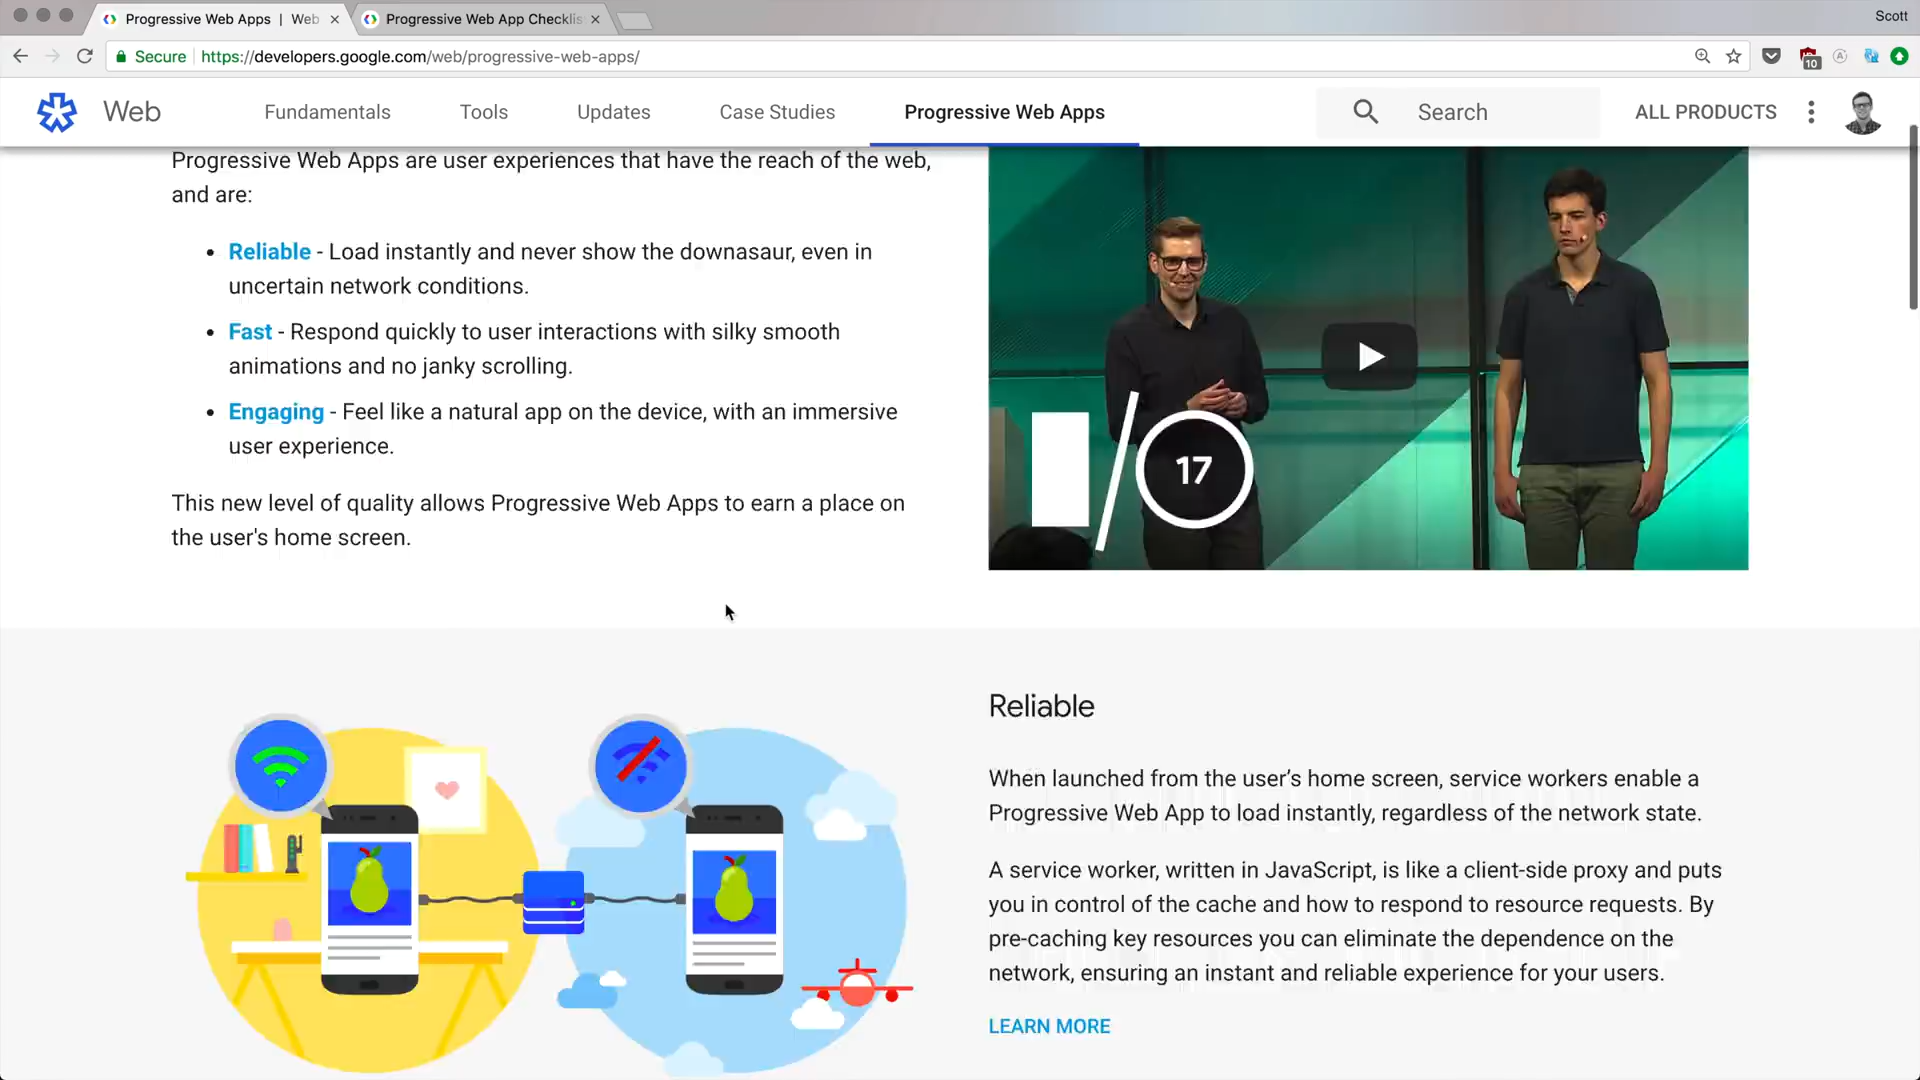 Progressive Web Apps | Web
Progressive Web App Checklis
Scott
Secure https://developers.google.com/web/progressive-web-apps/
10
Web Fundamentals Tools Updates Case Studies Progressive Web Apps Search ALL PRODUCTS
Progressive Web Apps are user experiences that have the reach of the web,
and are:
• Reliable - Load instantly and never show the downasaur, even in
uncertain network conditions.
• Fast - Respond quickly to user interactions with silky smooth
animations and no janky scrolling.
• Engaging - Feel like a natural app on the device, with an immersive
user experience.
This new level of quality allows Progressive Web Apps to earn a place on
the user's home screen.
17
Reliable
When launched from the user’s home screen, service workers enable a
Progressive Web App to load instantly, regardless of the network state.
A service worker, written in JavaScript, is like a client-side proxy and puts
you in control of the cache and how to respond to resource requests. By
pre-caching key resources you can eliminate the dependence on the
network, ensuring an instant and reliable experience for your users.
LEARN MORE